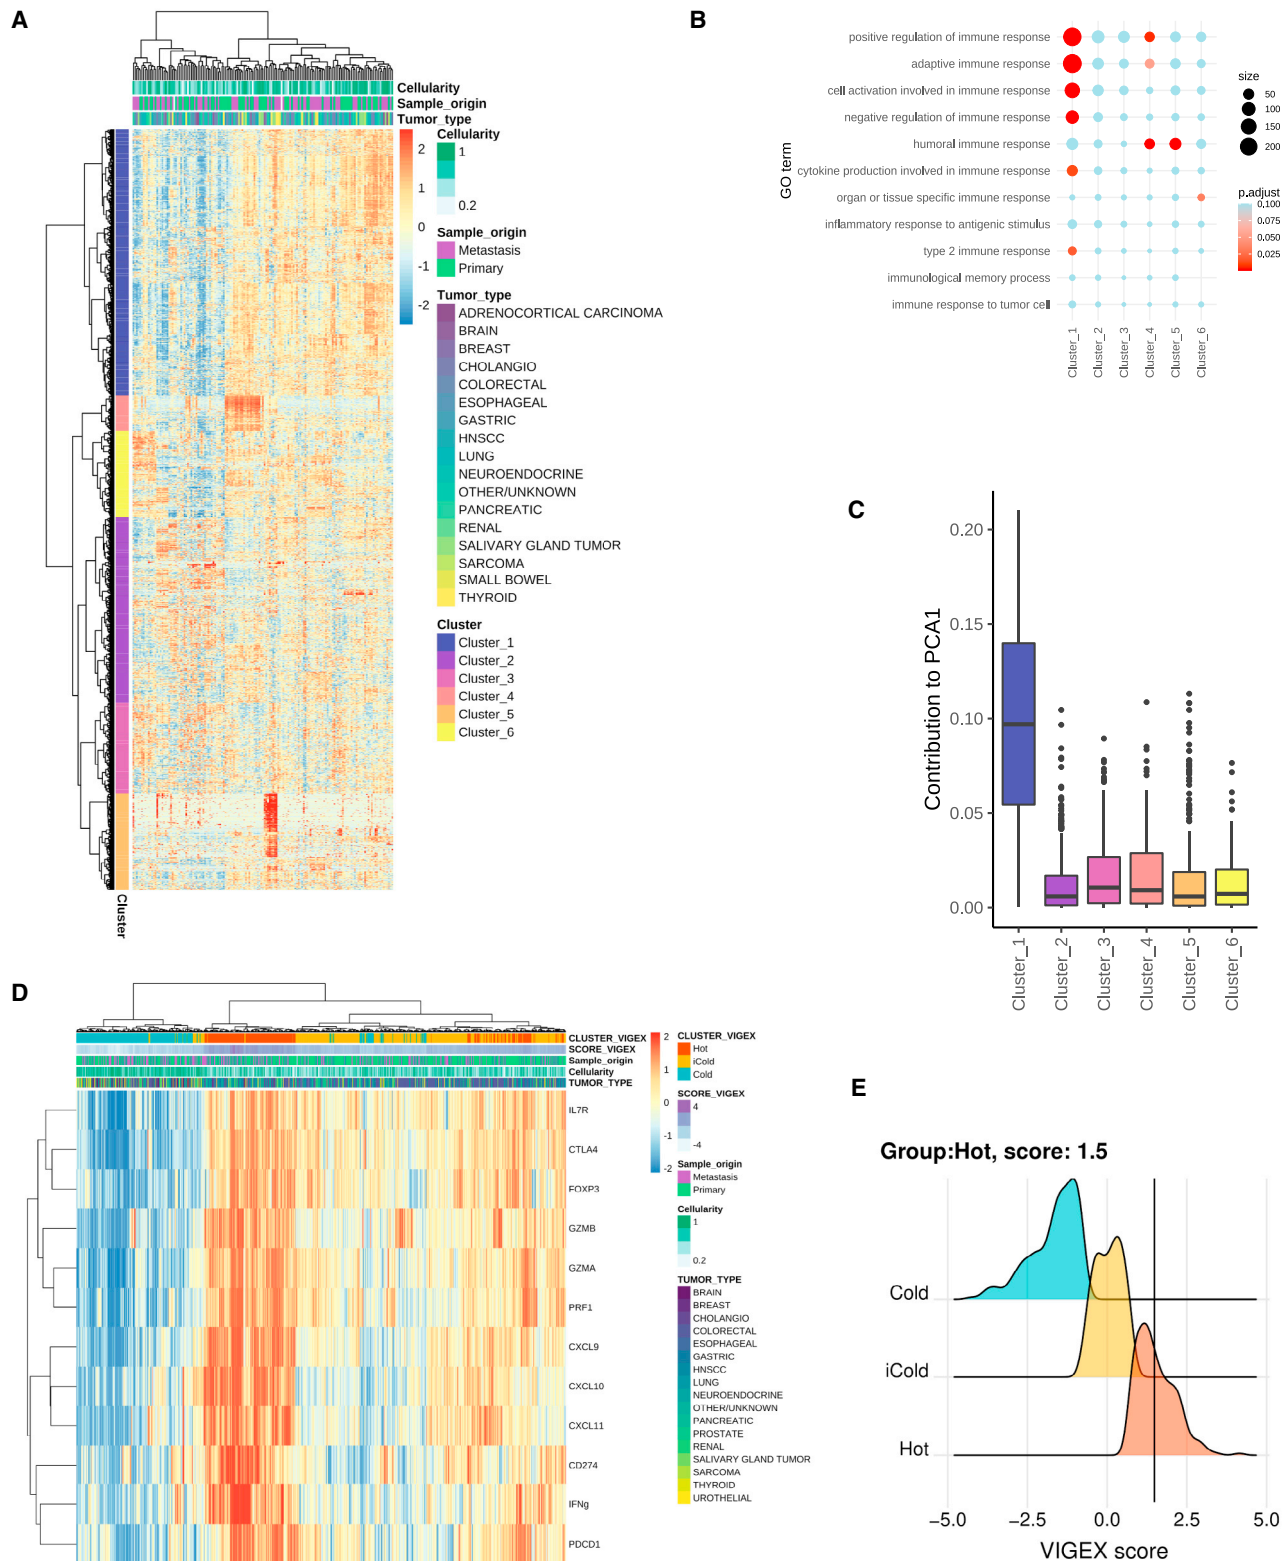 A
Cellularity
Sample_origin
Tumor_type
2
1
0
-1
-2
Cellularity
1
0.2
Sample_origin
Metastasis
Primary
Tumor_type
ADRENOCORTICAL CARCINOMA
BRAIN
BREAST
CHOLANGIO
COLORECTAL
ESOPHAGEAL
GASTRIC
HNSCC
LUNG
NEUROENDOCRINE
OTHER/UNKNOWN
PANCREATIC
RENAL
SALIVARY GLAND TUMOR
SARCOMA
SMALL BOWEL
THYROID
Cluster
Cluster_1
Cluster_2
Cluster_3
Cluster_4
Cluster_5
Cluster_6
Cluster
B
GO term
positive regulation of immune response
adaptive immune response
cell activation involved in immune response
negative regulation of immune response
humoral immune response
cytokine production involved in immune response
organ or tissue specific immune response
inflammatory response to antigenic stimulus
type 2 immune response
immunological memory process
immune response to tumor cell
Cluster_1
Cluster_2
Cluster_3
Cluster_4
Cluster_5
Cluster_6
size
50
100
150
200
p.adjust
0.100
0.075
0.050
0.025
C
Contribution to PCA1
0.20
0.15
0.10
0.05
0.00
Cluster_1
Cluster_2
Cluster_3
Cluster_4
Cluster_5
Cluster_6
D
CLUSTER_VIGEX
SCORE_VIGEX
Sample_origin
Cellularity
TUMOR_TYPE
IL7R
CTLA4
FOXP3
GZMB
GZMA
PRF1
CXCL9
CXCL10
CXCL11
CD274
IFNg
PDCD1
2
1
0
-1
-2
CLUSTER_VIGEX
Hot
iCold
Cold
SCORE_VIGEX
4
-4
Sample_origin
Metastasis
Primary
Cellularity
1
0.2
TUMOR_TYPE
BRAIN
BREAST
CHOLANGIO
COLORECTAL
ESOPHAGEAL
GASTRIC
HNSCC
LUNG
NEUROENDOCRINE
OTHER/UNKNOWN
PANCREATIC
PROSTATE
RENAL
SALIVARY GLAND TUMOR
SARCOMA
THYROID
UROTHELIAL
E
Group:Hot, score: 1.5
Cold
iCold
Hot
−5.0
−2.5
0.0
2.5
5.0
VIGEX score